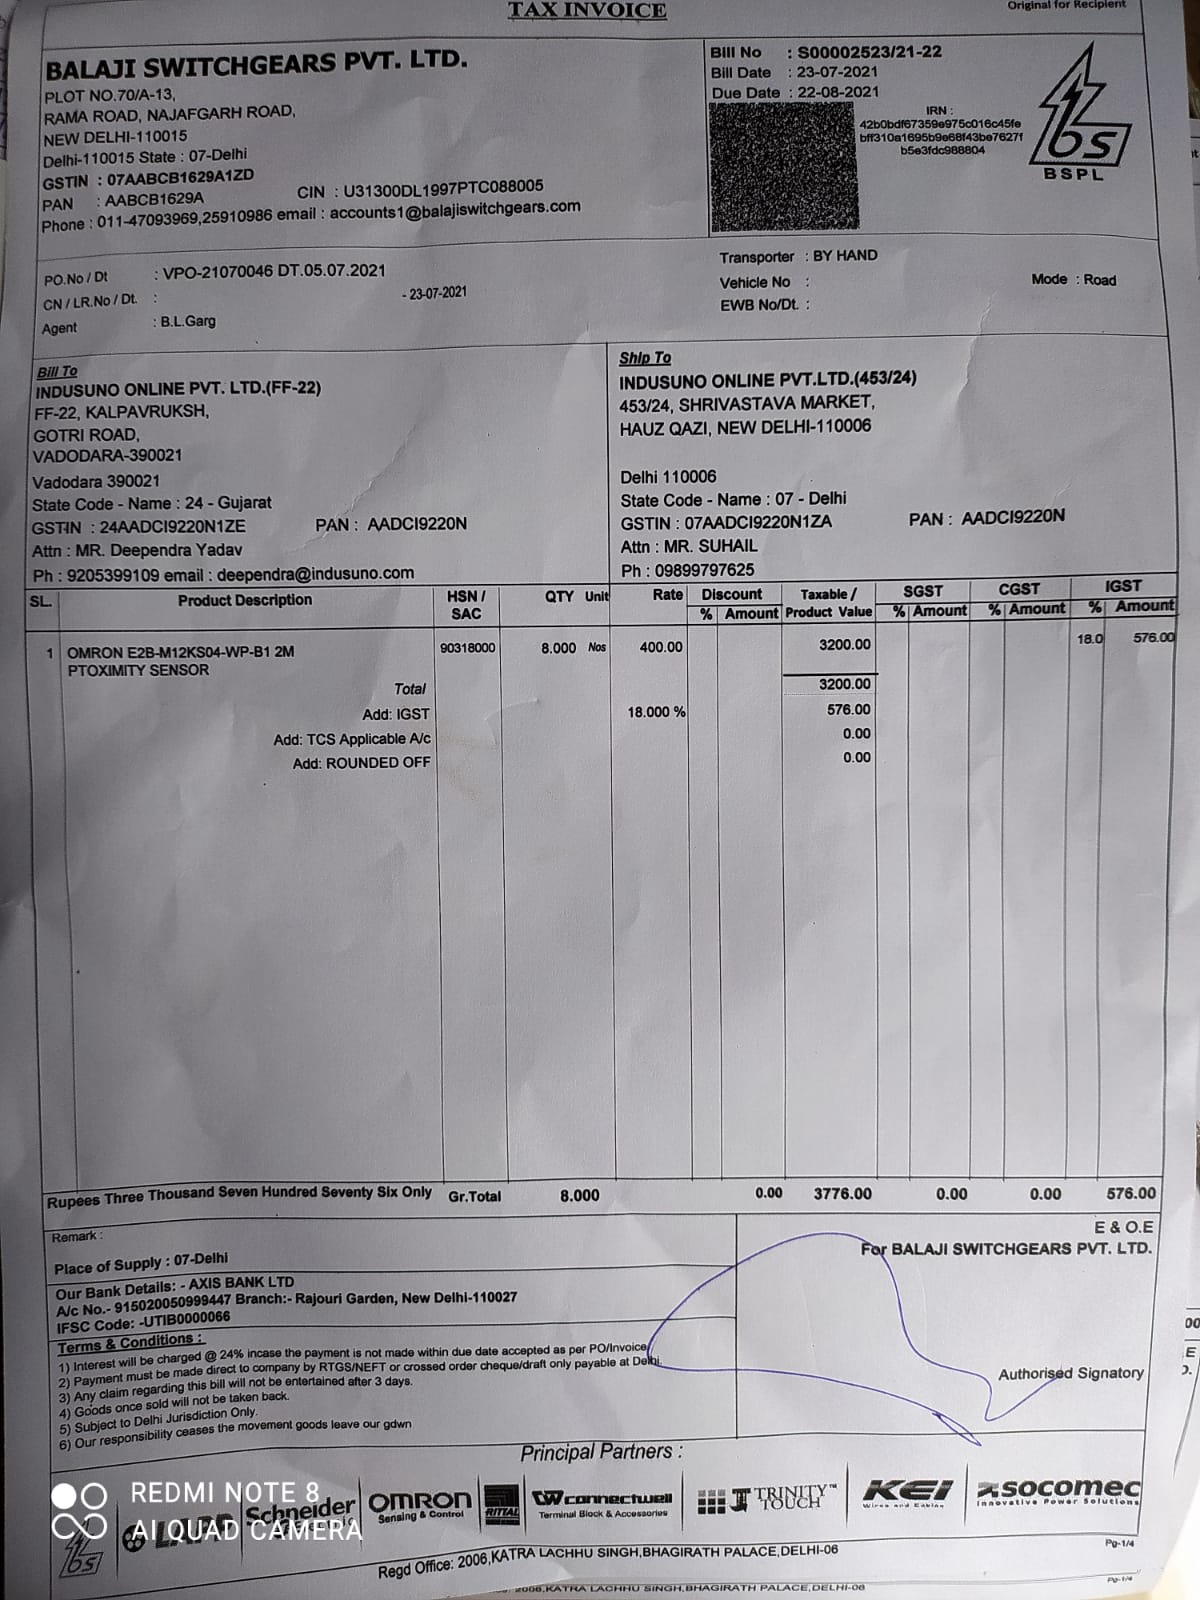 TAX INVOICE
Original for Recipient
BALAJI SWITCHGEARS PVT. LTD.
PLOT NO.70/A-13,
RAMA ROAD, NAJAFGARH ROAD,
NEW DELHI-110015
Delhi-110015 State : 07-Delhi
GSTIN : 07AABCB1629A1ZD
PAN : AABCB1629A CIN : U31300DL1997PTC088005
Phone : 011-47093969,25910986 email : accounts1@balajiswitchgears.com
Bill No : S00002523/21-22
Bill Date : 23-07-2021
Due Date : 22-08-2021
IRN :
42b0bdf67359e975c016c45fe
bff310a1695b9e68f43be7627f
b5e3fdc988804
bs
BSPL
PO.No / Dt : VPO-21070046 DT.05.07.2021
CN / LR.No / Dt. : - 23-07-2021
Agent : B.L.Garg
Transporter : BY HAND
Vehicle No :
Mode : Road
EWB No/Dt. :
Bill To
INDUSUNO ONLINE PVT. LTD.(FF-22)
FF-22, KALPAVRUKSH,
GOTRI ROAD,
VADODARA-390021
Vadodara 390021
State Code - Name : 24 - Gujarat
GSTIN : 24AADCI9220N1ZE PAN : AADCI9220N
Attn : MR. Deependra Yadav
Ph : 9205399109 email : deependra@indusuno.com
Ship To
INDUSUNO ONLINE PVT.LTD.(453/24)
453/24, SHRIVASTAVA MARKET,
HAUZ QAZI, NEW DELHI-110006
Delhi 110006
State Code - Name : 07 - Delhi
GSTIN : 07AADCI9220N1ZA PAN : AADCI9220N
Attn : MR. SUHAIL
Ph : 09899797625
SL. Product Description HSN / SAC QTY Unit Rate Discount Taxable / Product Value SGST CGST IGST
% Amount % Amount % Amount % Amount
1 OMRON E2B-M12KS04-WP-B1 2M 90318000 8.000 Nos 400.00 3200.00 18.0 576.00
PTOXIMITY SENSOR
Total 3200.00
Add: IGST 18.000 % 576.00
Add: TCS Applicable A/c 0.00
Add: ROUNDED OFF 0.00
Rupees Three Thousand Seven Hundred Seventy Six Only Gr.Total 8.000 0.00 3776.00 0.00 0.00 576.00
Remark :
Place of Supply : 07-Delhi
Our Bank Details: - AXIS BANK LTD
A/c No.- 915020050999447 Branch:- Rajouri Garden, New Delhi-110027
IFSC Code: -UTIB0000066
Terms & Conditions :
1) Interest will be charged @ 24% incase the payment is not made within due date accepted as per PO/Invoice
2) Payment must be made direct to company by RTGS/NEFT or crossed order cheque/draft only payable at Delhi.
3) Any claim regarding this bill will not be entertained after 3 days.
4) Goods once sold will not be taken back.
5) Subject to Delhi Jurisdiction Only.
6) Our responsibility ceases the movement goods leave our gdwn
E & O.E
For BALAJI SWITCHGEARS PVT. LTD.
Authorised Signatory
Principal Partners :
LAPP
Schneider
OMRON
Sensing & Control
RITTAL
connectwell
Terminal Block & Accessories
TRINITY TOUCH™
KEI
Wires and Cables
socomec
Innovative Power Solutions
REDMI NOTE 8
AI QUAD CAMERA
bs
Regd Office: 2006,KATRA LACHHU SINGH,BHAGIRATH PALACE,DELHI-06
Pg-1/4
2006,KATRA LACHHU SINGH,BHAGIRATH PALACE,DELHI-06
Pg-1/4